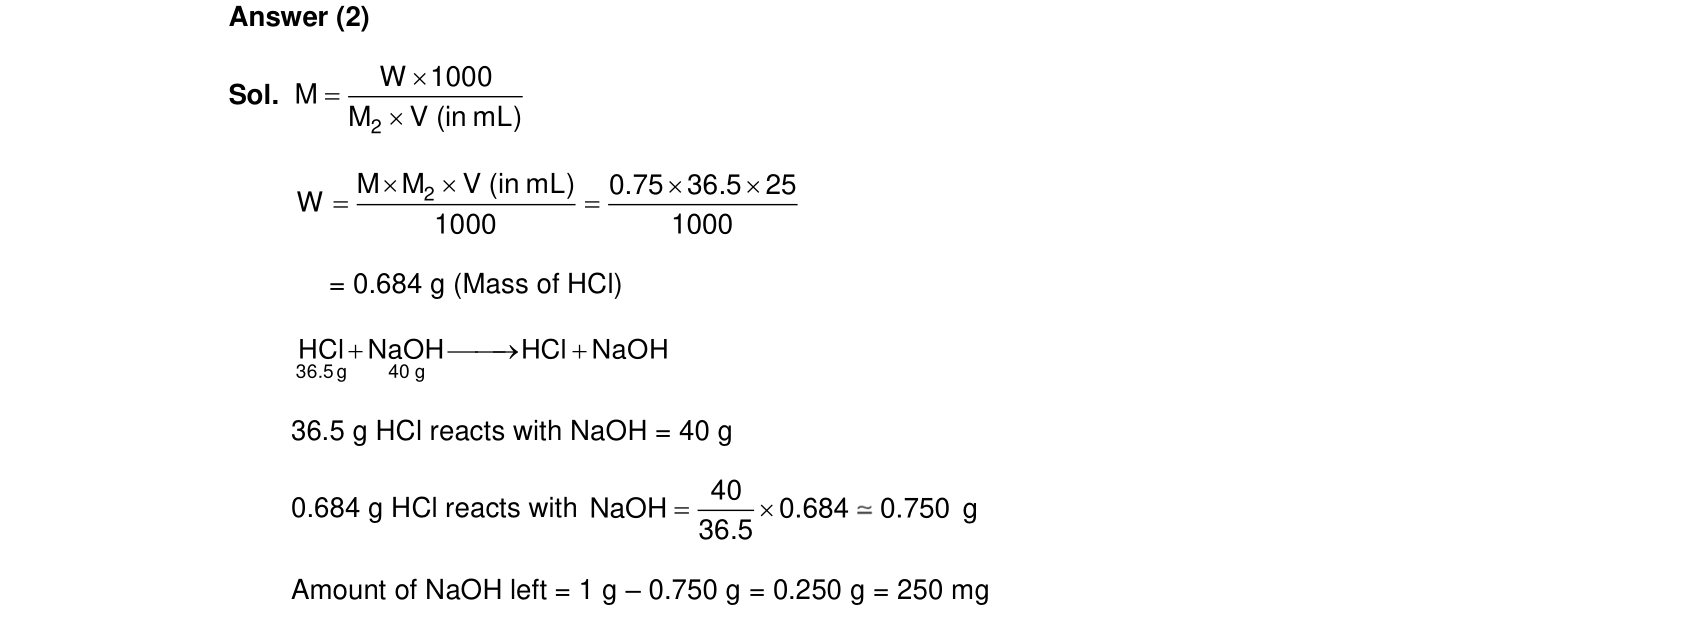 Answer (2)
Sol. M = W × 1000 / M₂ × V (in mL)
W = M × M₂ × V (in mL) / 1000 = 0.75 × 36.5 × 25 / 1000
= 0.684 g (Mass of HCl)
HCl + NaOH ⟶ HCl + NaOH
36.5 g 40 g
36.5 g HCl reacts with NaOH = 40 g
0.684 g HCl reacts with NaOH = 40 / 36.5 × 0.684 ≃ 0.750 g
Amount of NaOH left = 1 g – 0.750 g = 0.250 g = 250 mg